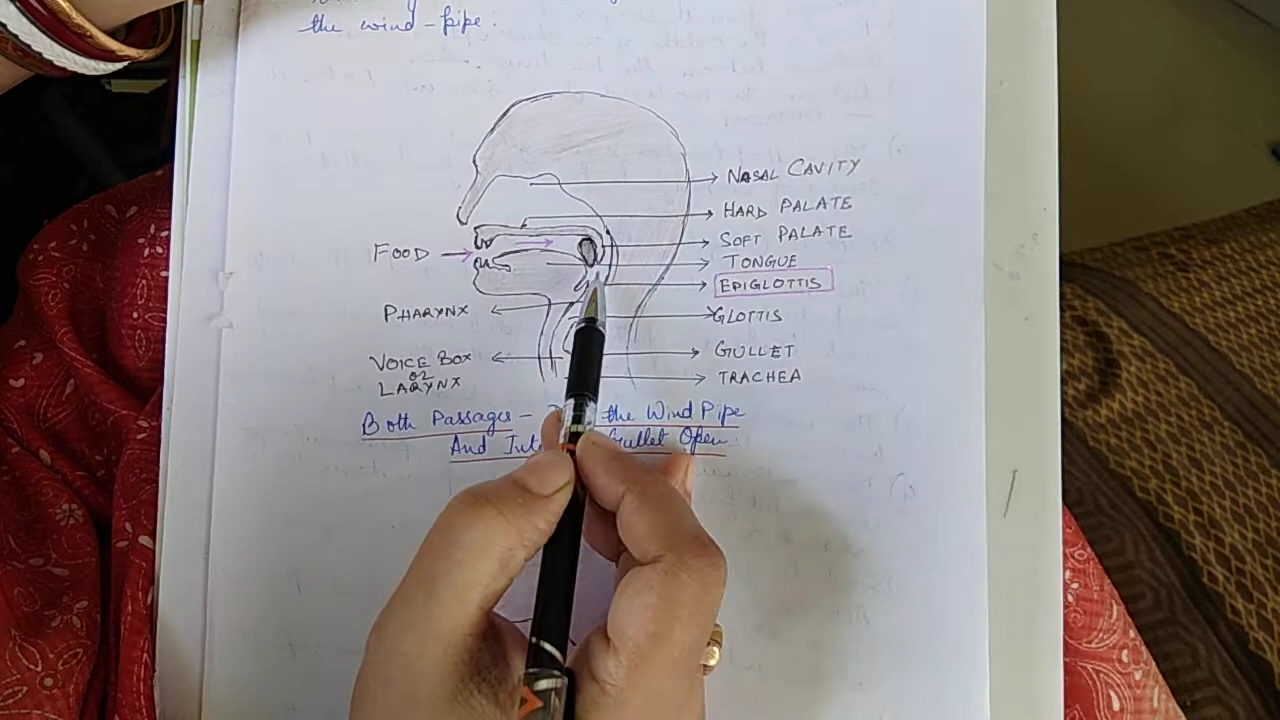 the wind-pipe.
NASAL CAVITY
HARD PALATE
SOFT PALATE
FOOD
TONGUE
EPIGLOTTIS
PHARYNX
GLOTTIS
VOICE BOX
OR
LARYNX
GULLET
TRACHEA
Both Passages - the Wind Pipe
And Gullet Open.